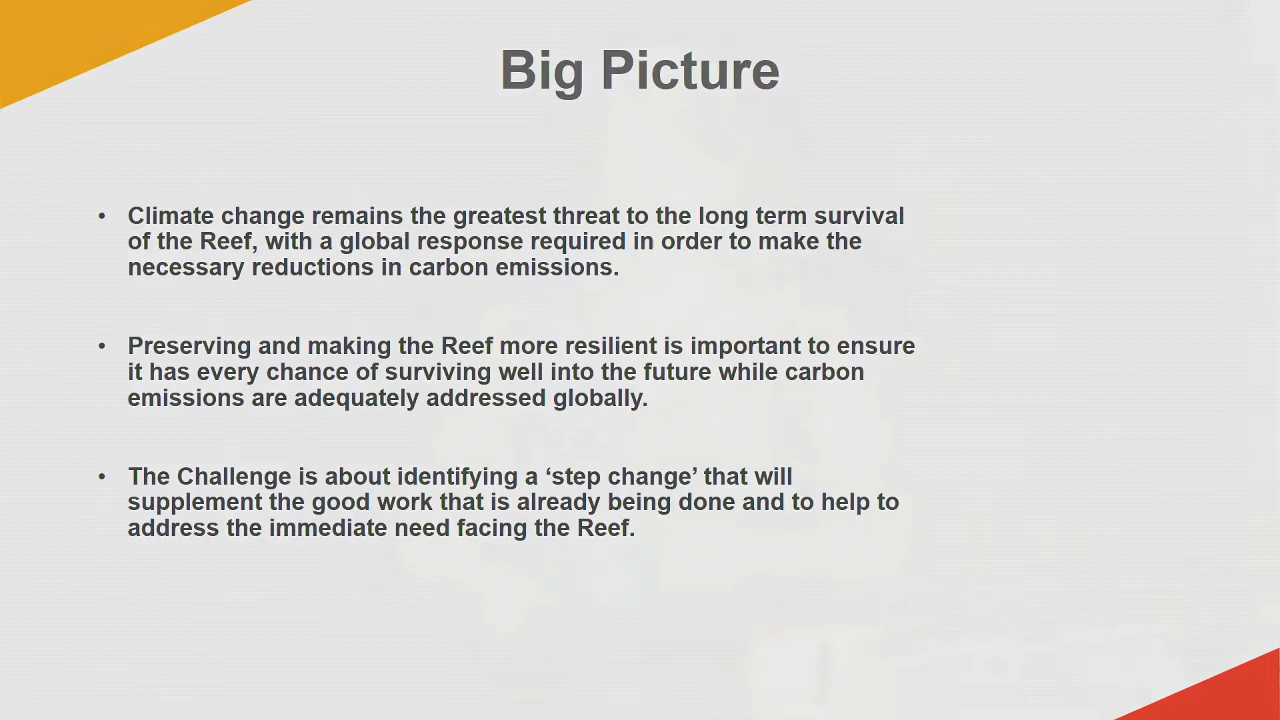 Big Picture
• Climate change remains the greatest threat to the long term survival
of the Reef, with a global response required in order to make the
necessary reductions in carbon emissions.
• Preserving and making the Reef more resilient is important to ensure
it has every chance of surviving well into the future while carbon
emissions are adequately addressed globally.
• The Challenge is about identifying a ‘step change’ that will
supplement the good work that is already being done and to help to
address the immediate need facing the Reef.